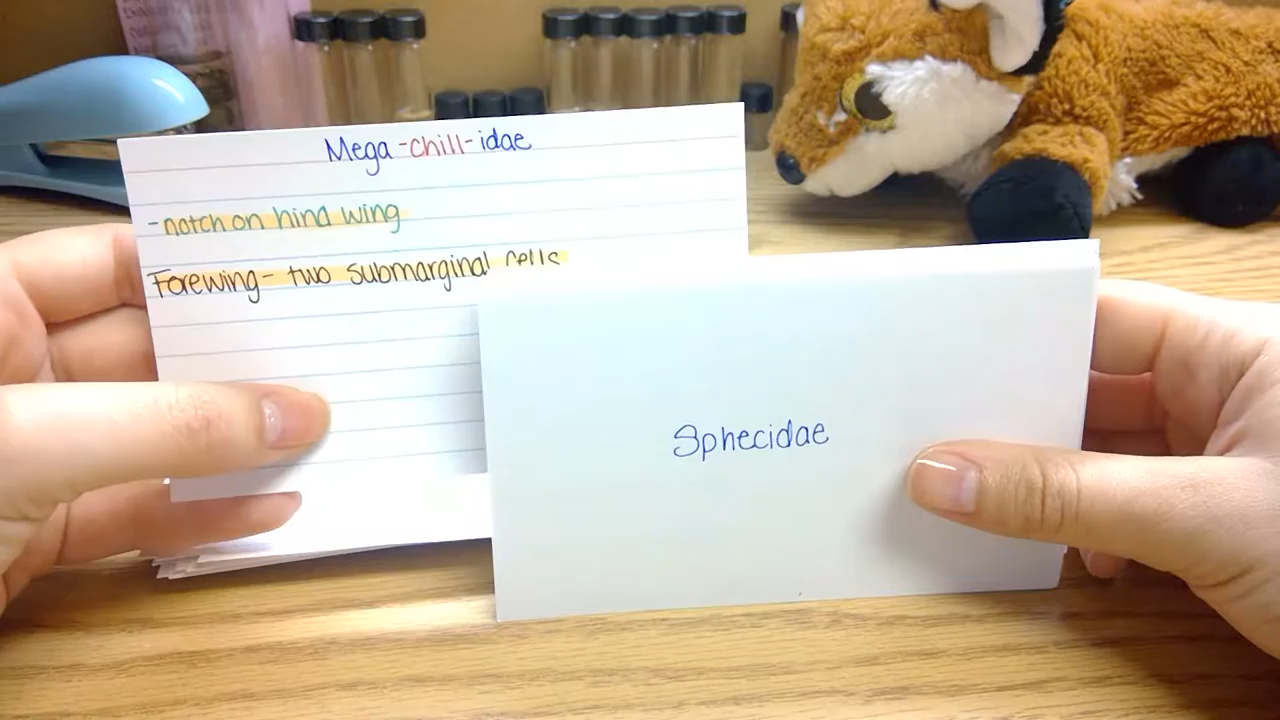 Mega-chill-idae
-notch on hind wing
Forewing- two submarginal cells
Sphecidae